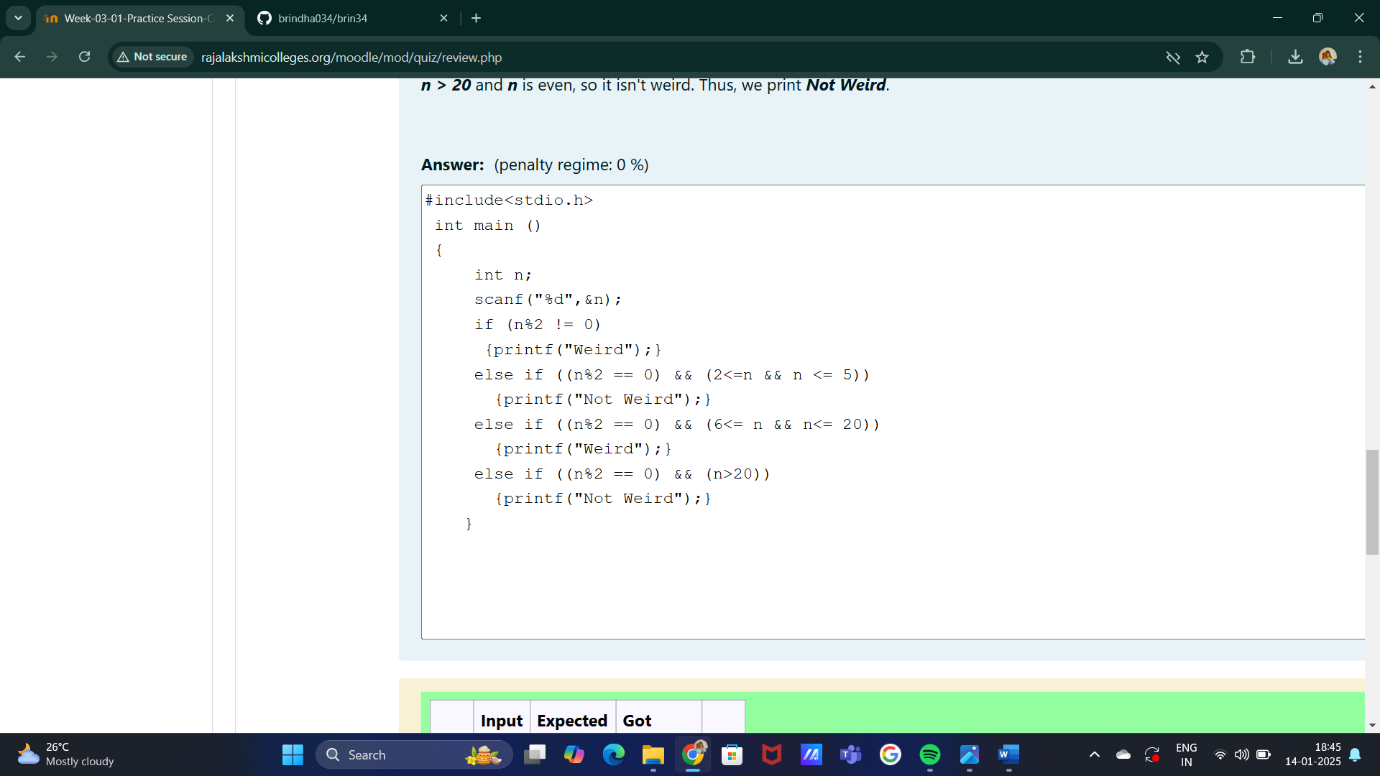 Week-03-01-Practice Session-C
brindha034/brin34
Not secure
rajalakshmicolleges.org/moodle/mod/quiz/review.php
n > 20 and n is even, so it isn't weird. Thus, we print Not Weird.
Answer: (penalty regime: 0 %)
#include<stdio.h>
int main ()
{
int n;
scanf("%d",&n);
if (n%2 != 0)
{printf("Weird");}
else if ((n%2 == 0) && (2<=n && n <= 5))
{printf("Not Weird");}
else if ((n%2 == 0) && (6<= n && n<= 20))
{printf("Weird");}
else if ((n%2 == 0) && (n>20))
{printf("Not Weird");}
}
Input Expected Got
26°C
Mostly cloudy
Search
ENG
IN
18:45
14-01-2025